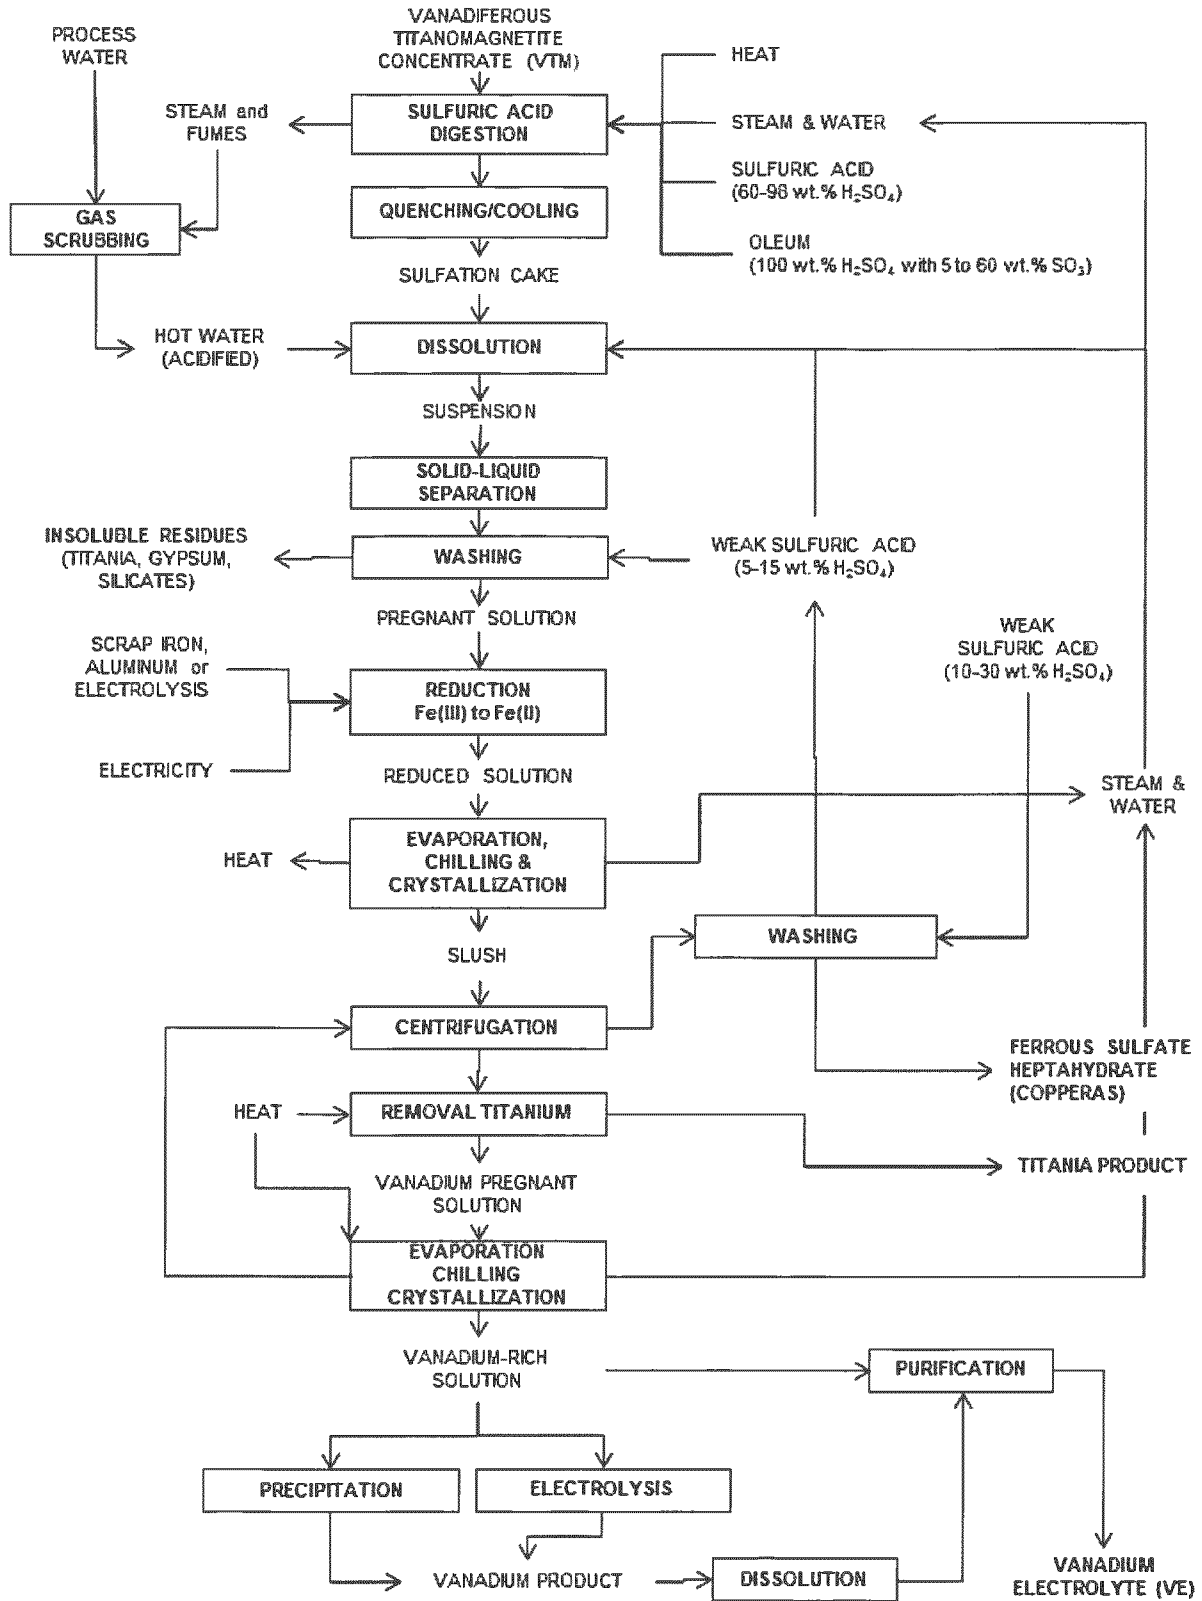 VANADIFEROUS
TITANOMAGNETITE
CONCENTRATE (VTM)
PROCESS
WATER
HEAT
STEAM and
FUMES
SULFURIC ACID
DIGESTION
STEAM & WATER
SULFURIC ACID
(60-98 wt.% H₂SO₄)
GAS
SCRUBBING
QUENCHING/COOLING
OLEUM
(100 wt.% H₂SO₄ with 5 to 60 wt.% SO₃)
SULFATION CAKE
HOT WATER
(ACIDIFIED)
DISSOLUTION
SUSPENSION
SOLID-LIQUID
SEPARATION
INSOLUBLE RESIDUES
(TITANIA, GYPSUM,
SILICATES)
WASHING
WEAK SULFURIC ACID
(5-15 wt.% H₂SO₄)
PREGNANT SOLUTION
WEAK
SULFURIC ACID
(10-30 wt.% H₂SO₄)
SCRAP IRON,
ALUMINUM or
ELECTROLYSIS
REDUCTION
Fe(III) to Fe(II)
ELECTRICITY
REDUCED SOLUTION
STEAM &
WATER
HEAT
EVAPORATION,
CHILLING &
CRYSTALLIZATION
WASHING
SLUSH
CENTRIFUGATION
FERROUS SULFATE
HEPTAHYDRATE
(COPPERAS)
HEAT
REMOVAL TITANIUM
TITANIA PRODUCT
VANADIUM PREGNANT
SOLUTION
EVAPORATION
CHILLING
CRYSTALLIZATION
VANADIUM-RICH
SOLUTION
PURIFICATION
PRECIPITATION
ELECTROLYSIS
VANADIUM PRODUCT
DISSOLUTION
VANADIUM
ELECTROLYTE (VE)